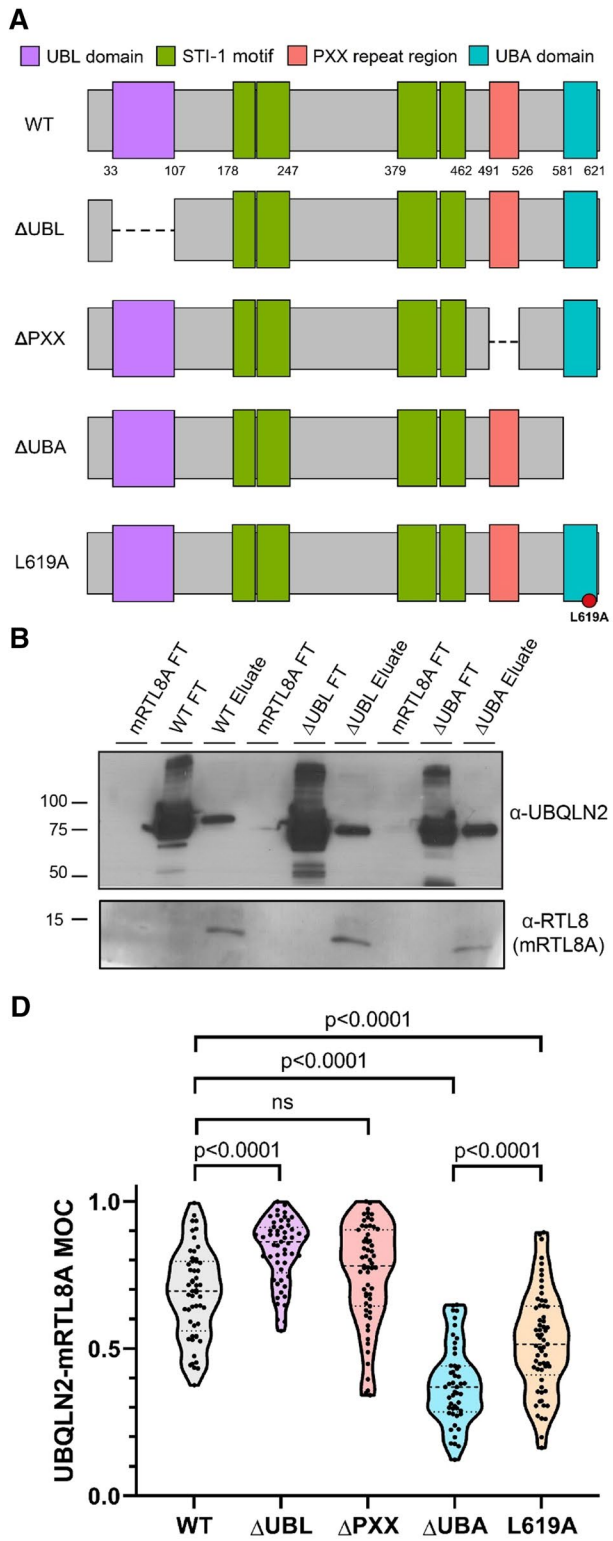 A
UBL domain STI-1 motif PXX repeat region UBA domain
WT
33 107 178 247 379 462 491 526 581 621
ΔUBL
ΔPXX
ΔUBA
L619A
L619A
B
mRTL8A FT WT FT WT Eluate mRTL8A FT ΔUBL FT ΔUBL Eluate mRTL8A FT ΔUBA FT ΔUBA Eluate
100
75
50
α-UBQLN2
15
α-RTL8
(mRTL8A)
D
p<0.0001
p<0.0001
ns
p<0.0001 p<0.0001
UBQLN2-mRTL8A MOC
1.0
0.5
0.0
WT ΔUBL ΔPXX ΔUBA L619A